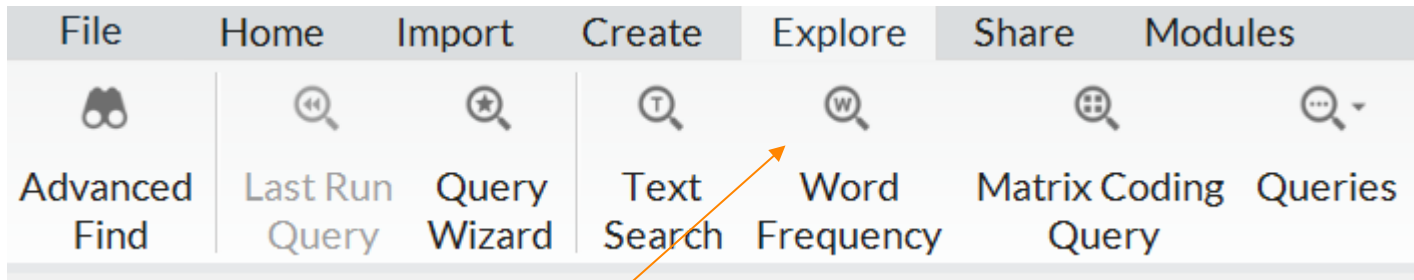 File Home Import Create Explore Share Modules
T W
Advanced Last Run Query Text Word Matrix Coding Queries
Find Query Wizard Search Frequency Query